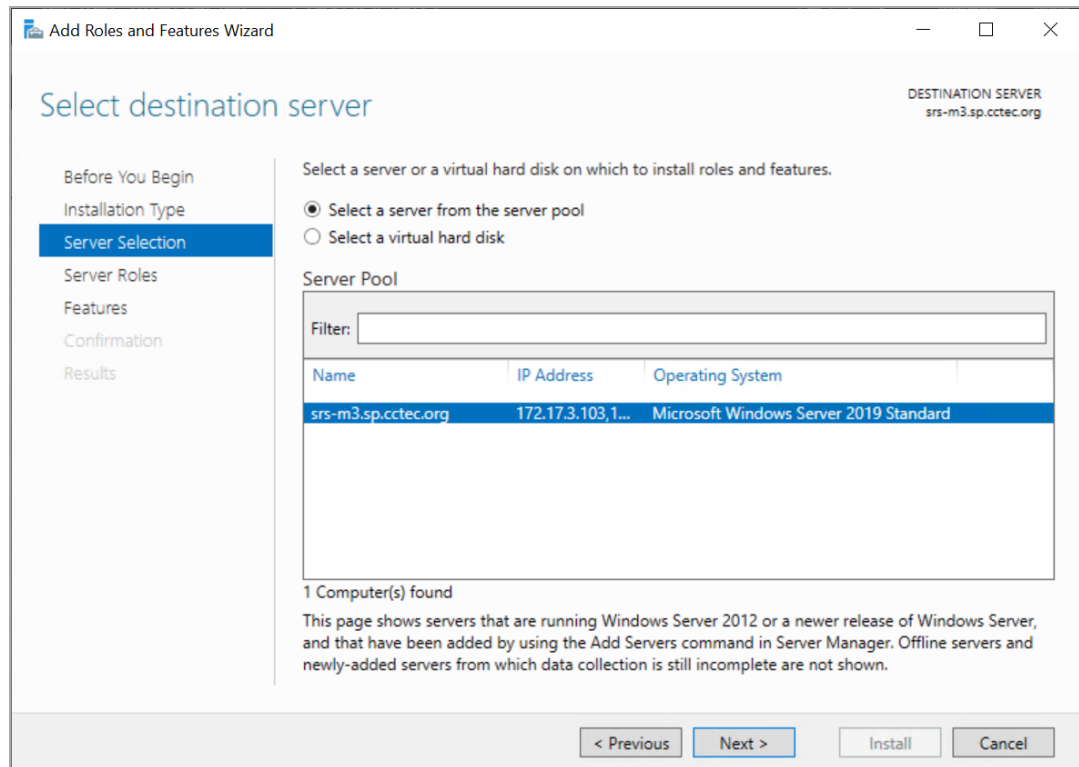 Add Roles and Features Wizard
Select destination server
DESTINATION SERVER
srs-m3.sp.cctec.org
Before You Begin
Installation Type
Server Selection
Server Roles
Features
Confirmation
Results
Select a server or a virtual hard disk on which to install roles and features.
Select a server from the server pool
Select a virtual hard disk
Server Pool
Filter:
Name IP Address Operating System
srs-m3.sp.cctec.org 172.17.3.103,1... Microsoft Windows Server 2019 Standard
1 Computer(s) found
This page shows servers that are running Windows Server 2012 or a newer release of Windows Server,
and that have been added by using the Add Servers command in Server Manager. Offline servers and
newly-added servers from which data collection is still incomplete are not shown.
< Previous Next > Install Cancel